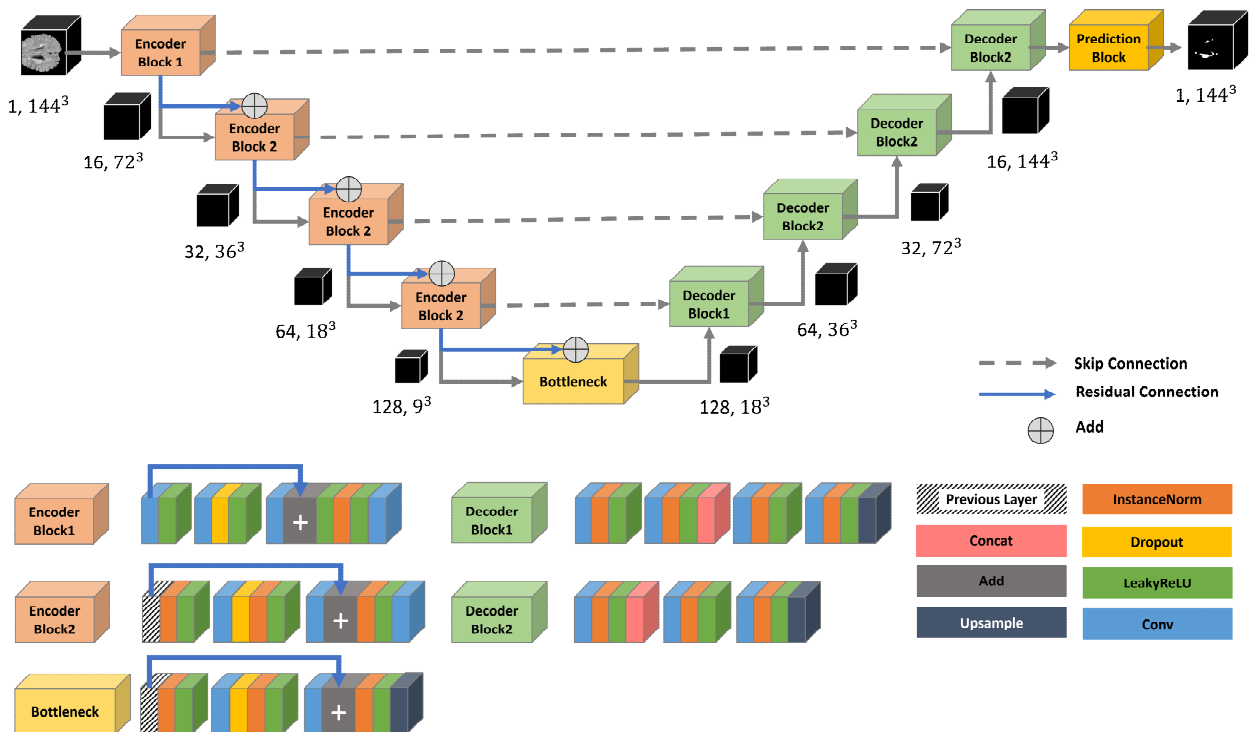 Encoder
Block 1
Decoder
Block2
Prediction
Block
1, 144³
1, 144³
Encoder
Block 2
Decoder
Block2
16, 72³
16, 144³
Encoder
Block 2
Decoder
Block2
32, 36³
32, 72³
Encoder
Block 2
Decoder
Block1
64, 18³
64, 36³
Bottleneck
128, 9³
128, 18³
Skip Connection
Residual Connection
Add
Encoder
Block1
+
Decoder
Block1
Encoder
Block2
+
Decoder
Block2
Bottleneck
+
Previous Layer
InstanceNorm
Concat
Dropout
Add
LeakyReLU
Upsample
Conv